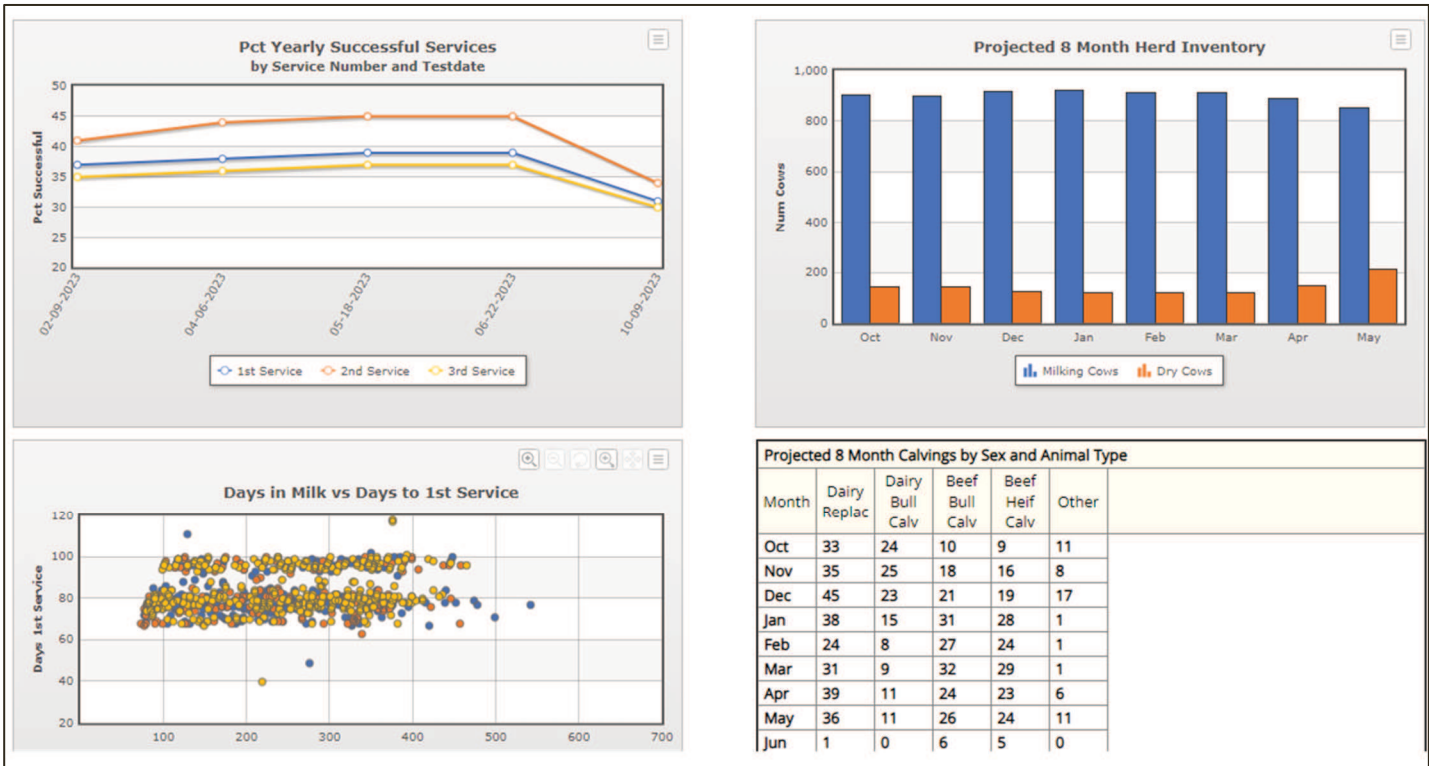 Pct Yearly Successful Services
by Service Number and Testdate
Pct Successful
50
45
40
35
30
25
20
02-09-2023
04-06-2023
05-18-2023
06-22-2023
10-09-2023
1st Service 2nd Service 3rd Service
Projected 8 Month Herd Inventory
Num Cows
1,000
800
600
400
200
0
Oct Nov Dec Jan Feb Mar Apr May
Milking Cows Dry Cows
Days in Milk vs Days to 1st Service
Days 1st Service
120
100
80
60
40
20
100 200 300 400 500 600 700
Projected 8 Month Calvings by Sex and Animal Type
Month Dairy Replac Dairy Bull Calv Beef Bull Calv Beef Heif Calv Other
Oct 33 24 10 9 11
Nov 35 25 18 16 8
Dec 45 23 21 19 17
Jan 38 15 31 28 1
Feb 24 8 27 24 1
Mar 31 9 32 29 1
Apr 39 11 24 23 6
May 36 11 26 24 11
Jun 1 0 6 5 0